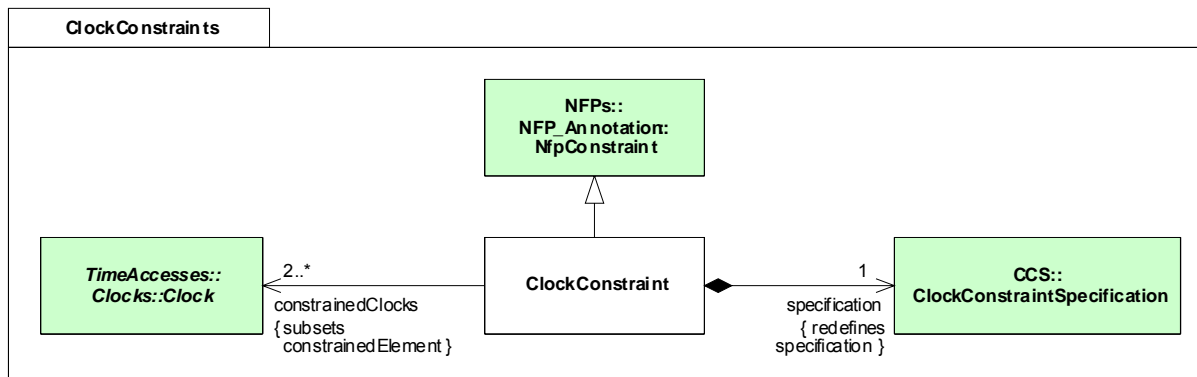 ClockConstraints
NFPs::
NFP_Annotation::
NfpConstraint
TimeAccesses::
Clocks::Clock
2..*
constrainedClocks
{ subsets
constrainedElement }
ClockConstraint
1
specification
{ redefines
specification }
CCS::
ClockConstraintSpecification